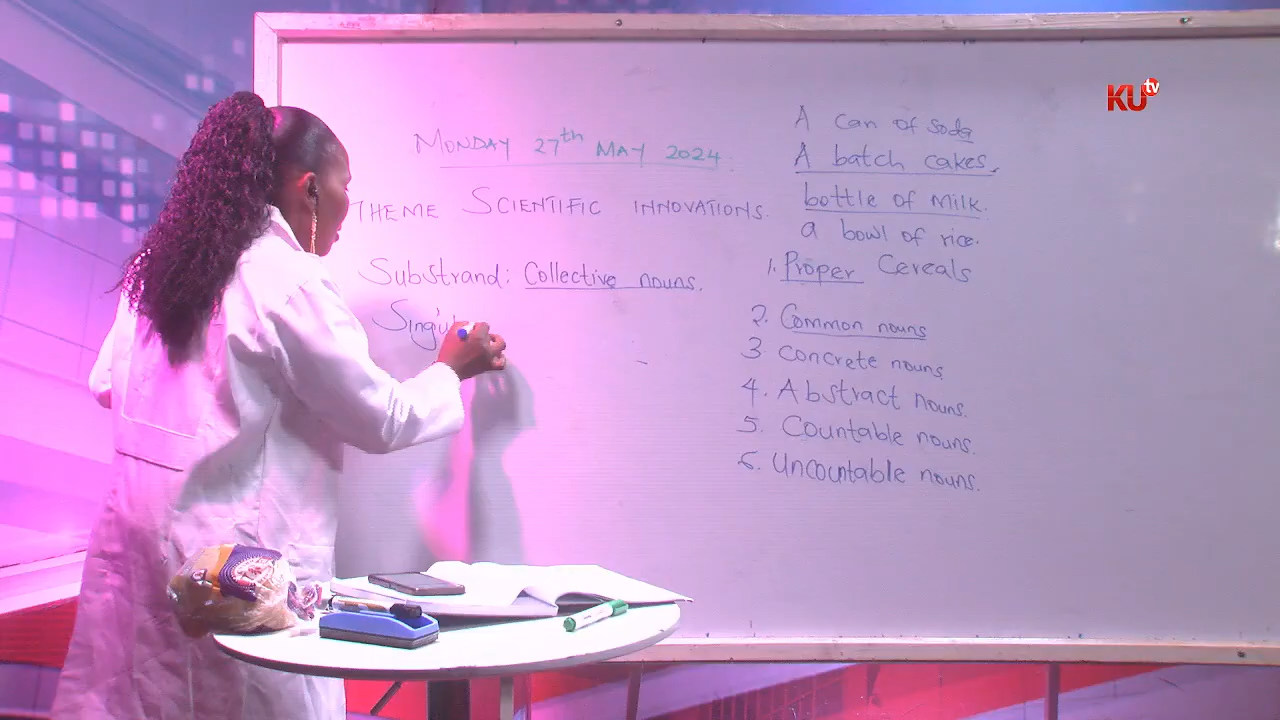 MONDAY 27th MAY 2024
THEME SCIENTIFIC INNOVATIONS.
Substrand: Collective nouns.
Singul
A can of soda
A batch cakes.
bottle of milk.
a bowl of rice.
1. Proper Cereals
2. Common nouns
3 concrete nouns.
4. Abstract nouns.
5. Countable nouns.
6. Uncountable nouns.
KU tv